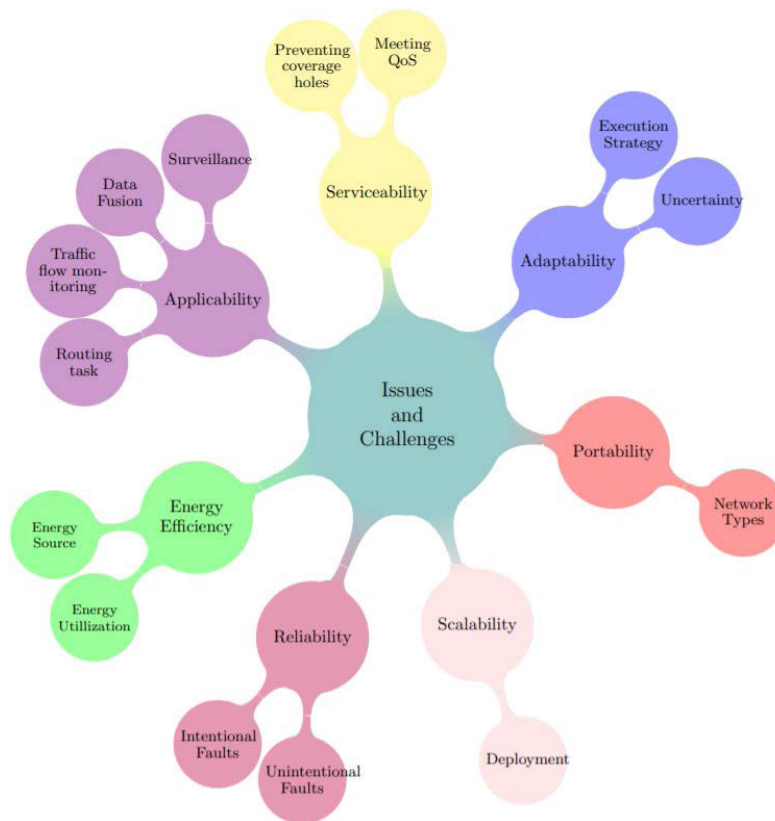 Preventing
coverage
holes
Meeting
QoS
Serviceability
Execution
Strategy
Uncertainty
Adaptability
Surveillance
Data
Fusion
Traffic
flow mon-
itoring
Routing
task
Applicability
Issues
and
Challenges
Portability
Network
Types
Energy
Efficiency
Energy
Source
Energy
Utillization
Reliability
Intentional
Faults
Unintentional
Faults
Scalability
Deployment